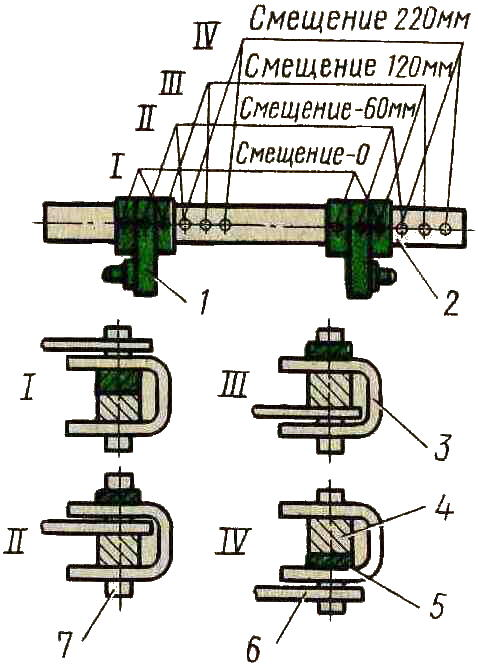 IV Смещение 220мм
III Смещение 120мм
II Смещение-60мм
I Смещение-0
1 2
I III
3
II IV 4
5
7 6